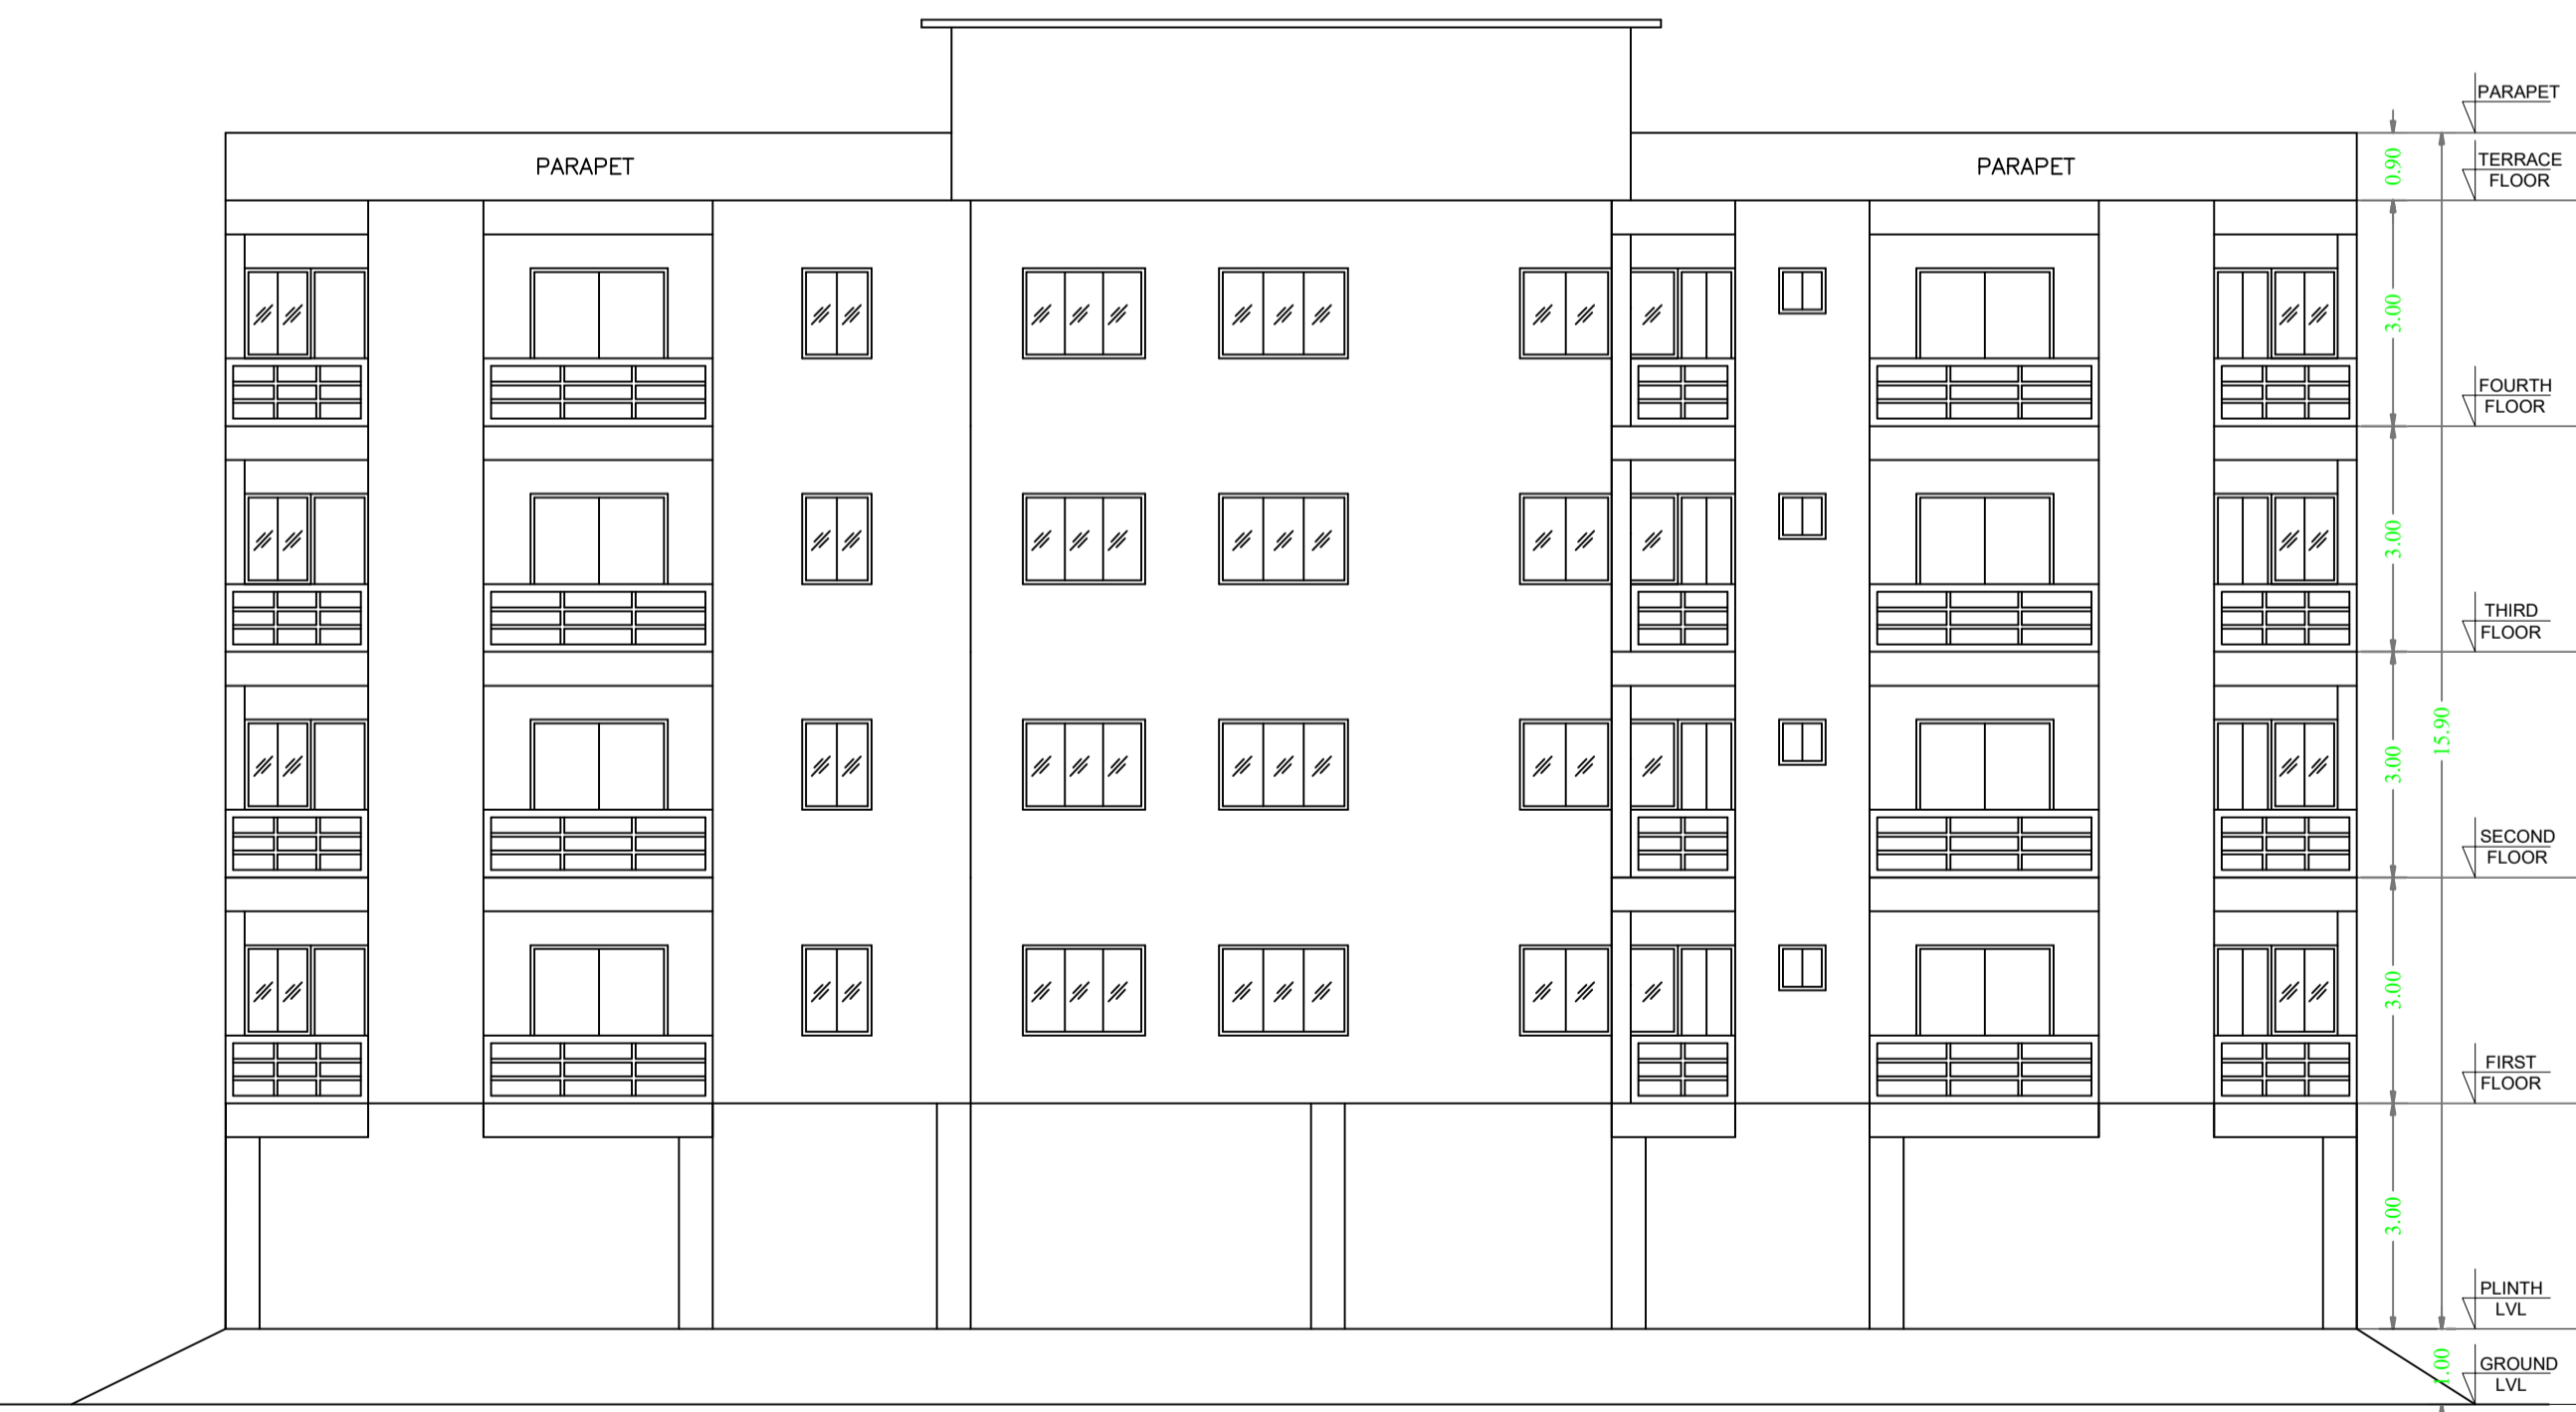 PARAPET
PARAPET
PARAPET
0.90
TERRACE
FLOOR
3.00
FOURTH
FLOOR
3.00
THIRD
FLOOR
3.00
15.90
SECOND
FLOOR
3.00
FIRST
FLOOR
3.00
PLINTH
LVL
1.00
GROUND
LVL